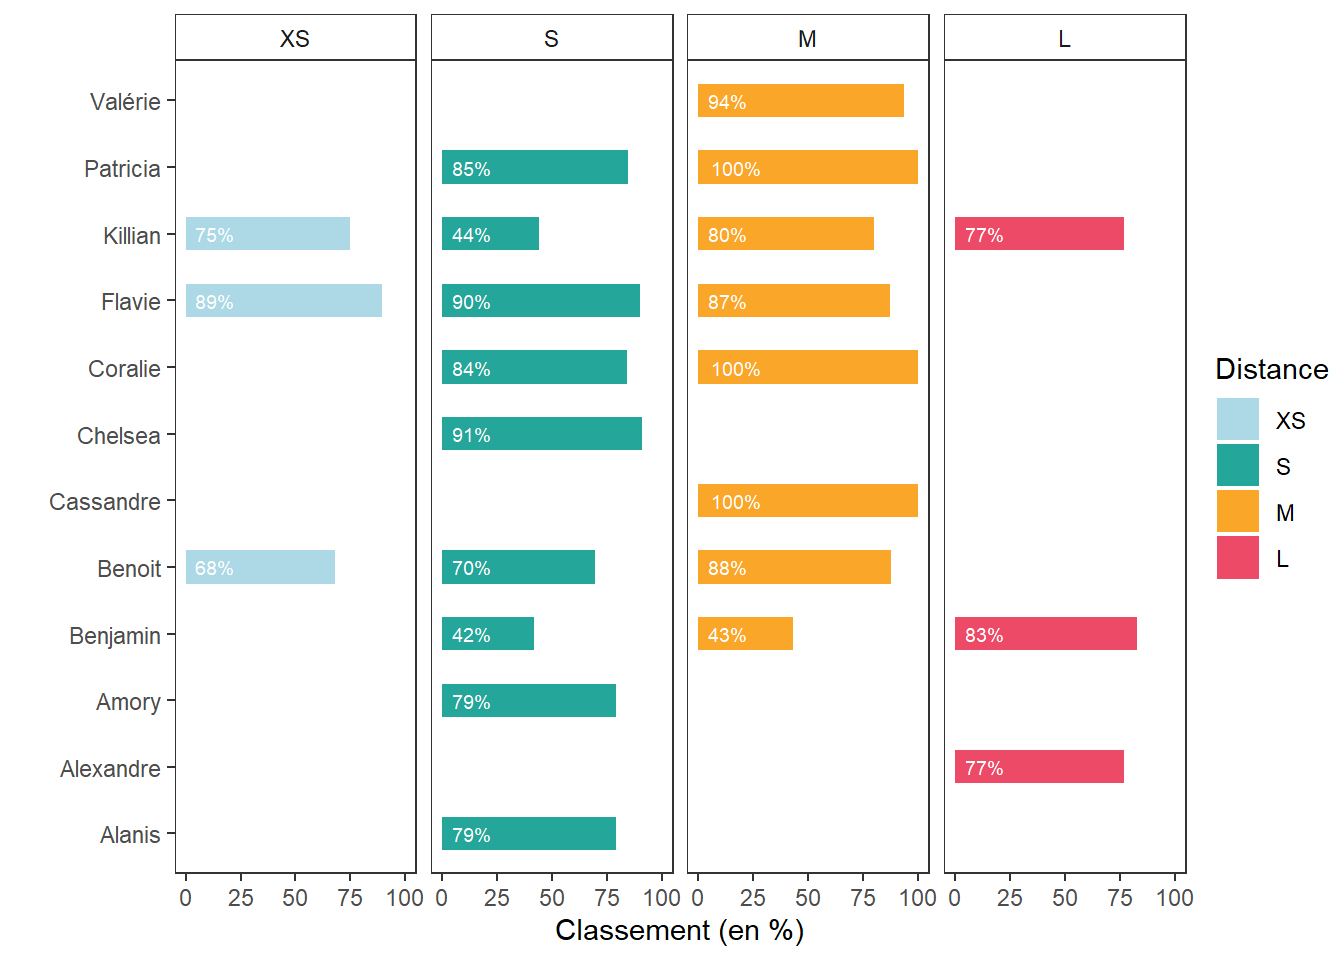 XS S M L
Valérie 94%
Patricia 85% 100%
Killian 75% 44% 80% 77%
Flavie 89% 90% 87%
Coralie 84% 100%
Chelsea 91%
Cassandre 100%
Benoit 68% 70% 88%
Benjamin 42% 43% 83%
Amory 79%
Alexandre 77%
Alanis 79%
0 25 50 75 100 0 25 50 75 100 0 25 50 75 100 0 25 50 75 100
Classement (en %)
Distance
XS
S
M
L